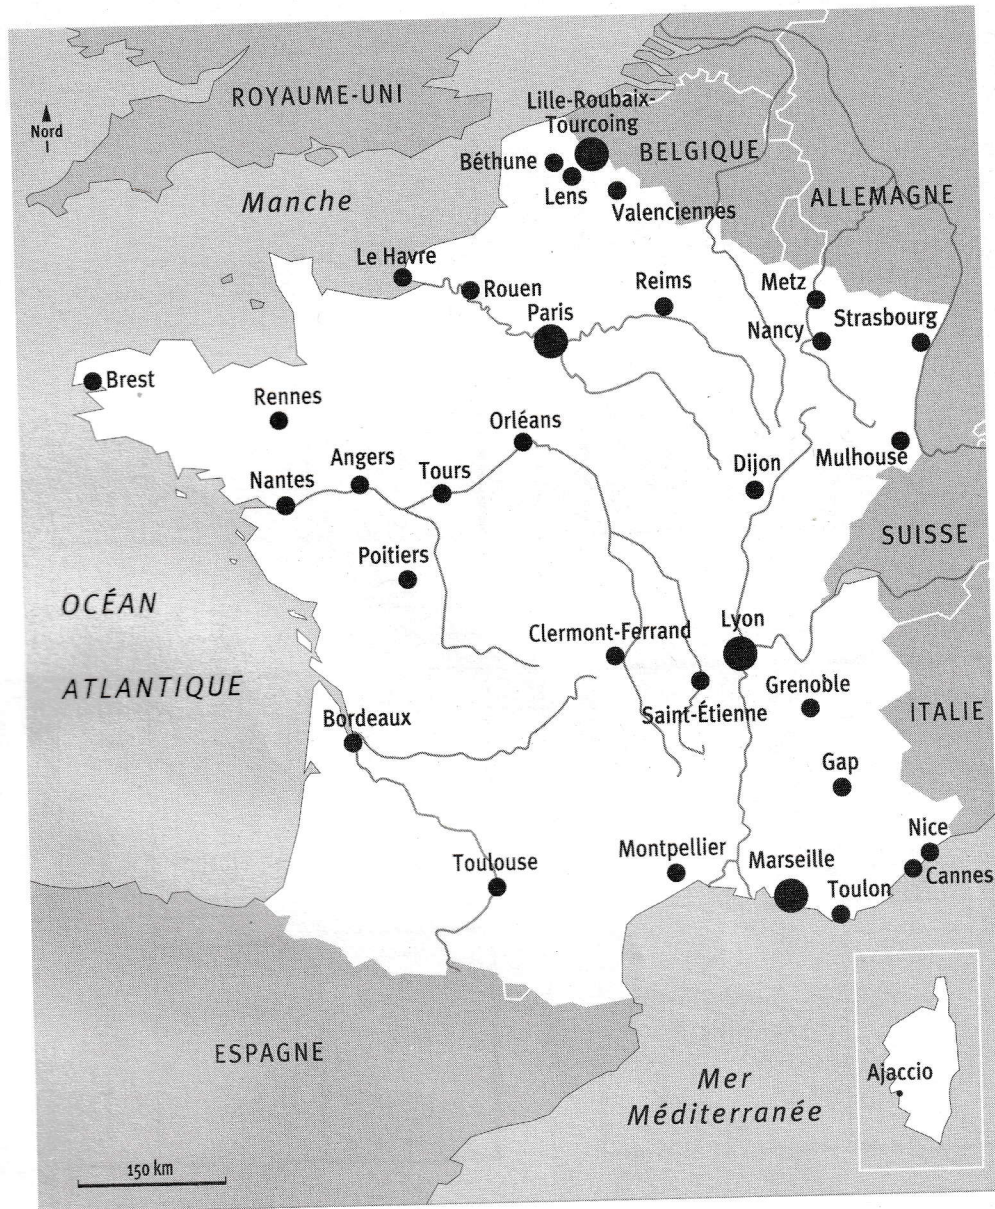 ROYAUME-UNI
Nord
Lille-Roubaix-
Tourcoing
BELGIQUE
Béthune
Lens
Valenciennes
ALLEMAGNE
Manche
Le Havre
Rouen
Paris
Reims
Metz
Nancy
Strasbourg
Brest
Rennes
Orléans
Angers
Tours
Nantes
Dijon
Mulhouse
SUISSE
Poitiers
OCÉAN
ATLANTIQUE
Clermont-Ferrand
Lyon
Saint-Étienne
Grenoble
ITALIE
Bordeaux
Gap
Nice
Cannes
Toulouse
Montpellier
Marseille
Toulon
ESPAGNE
Mer
Méditerranée
Ajaccio
150 km